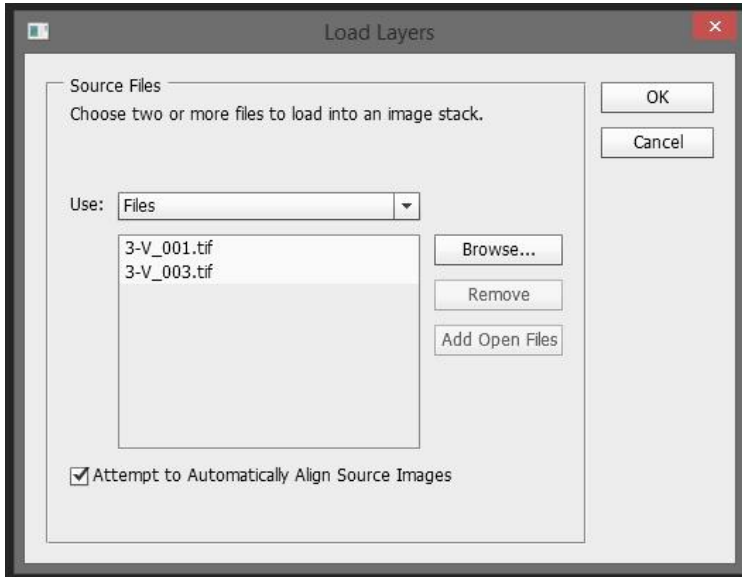 Load Layers
Source Files
Choose two or more files to load into an image stack.
OK
Cancel
Use: Files
3-V_001.tif
3-V_003.tif
Browse...
Remove
Add Open Files
Attempt to Automatically Align Source Images